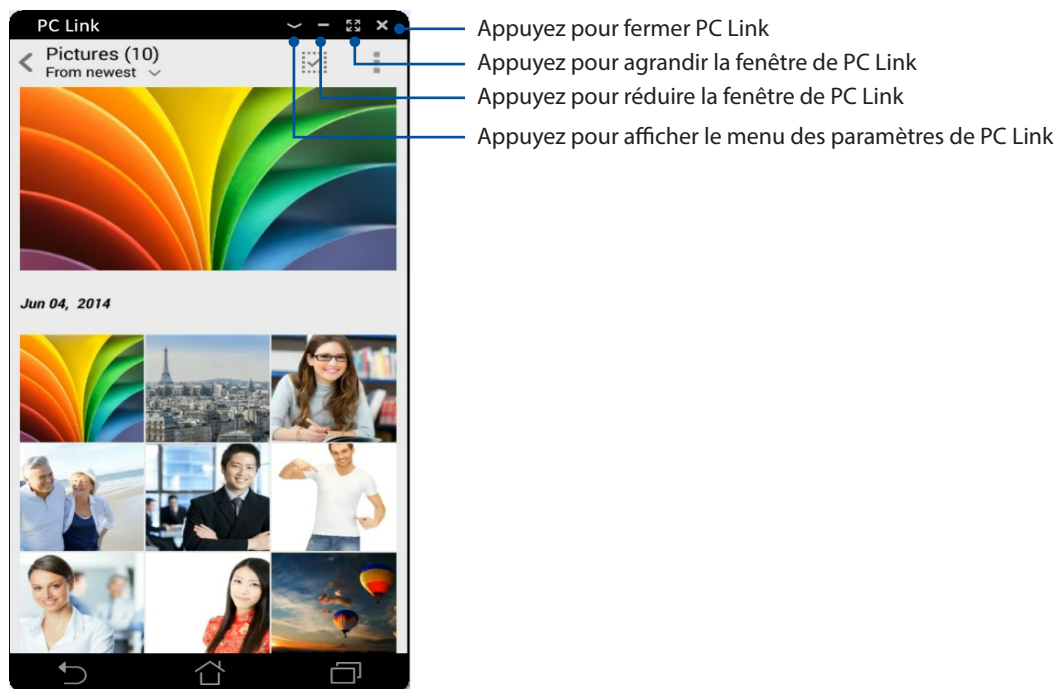 PC Link
Pictures (10)
From newest
Jun 04, 2014
Appuyez pour fermer PC Link
Appuyez pour agrandir la fenêtre de PC Link
Appuyez pour réduire la fenêtre de PC Link
Appuyez pour afficher le menu des paramètres de PC Link